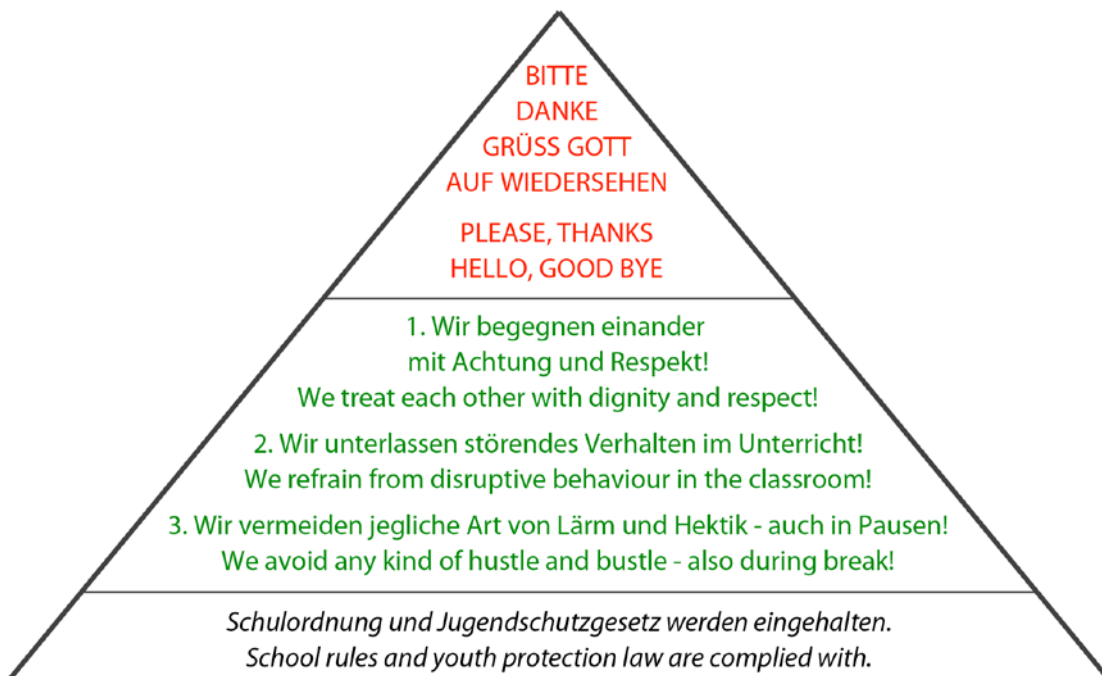 BITTE
DANKE
GRÜSS GOTT
AUF WIEDERSEHEN
PLEASE, THANKS
HELLO, GOOD BYE
1. Wir begegnen einander
mit Achtung und Respekt!
We treat each other with dignity and respect!
2. Wir unterlassen störendes Verhalten im Unterricht!
We refrain from disruptive behaviour in the classroom!
3. Wir vermeiden jegliche Art von Lärm und Hektik - auch in Pausen!
We avoid any kind of hustle and bustle - also during break!
Schulordnung und Jugendschutzgesetz werden eingehalten.
School rules and youth protection law are complied with.